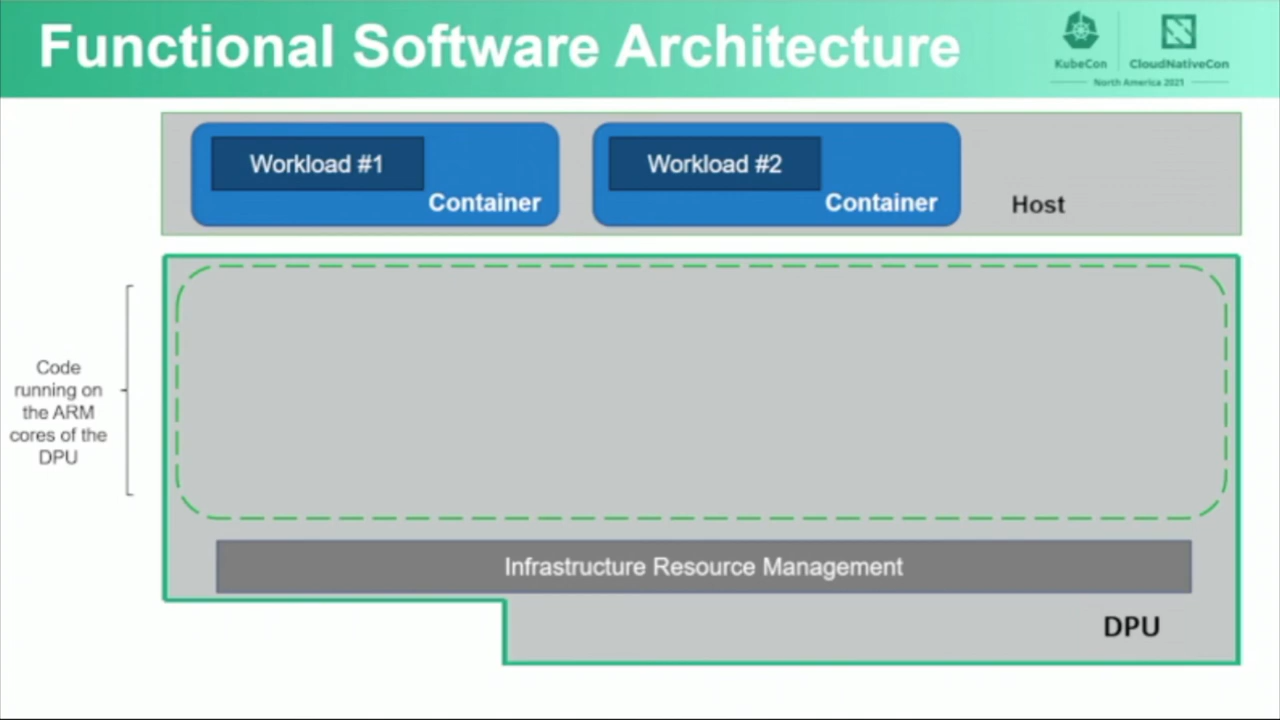 Functional Software Architecture
KubeCon
CloudNativeCon
North America 2021
Workload #1
Container
Workload #2
Container
Host
Code
running on
the ARM
cores of the
DPU
Infrastructure Resource Management
DPU